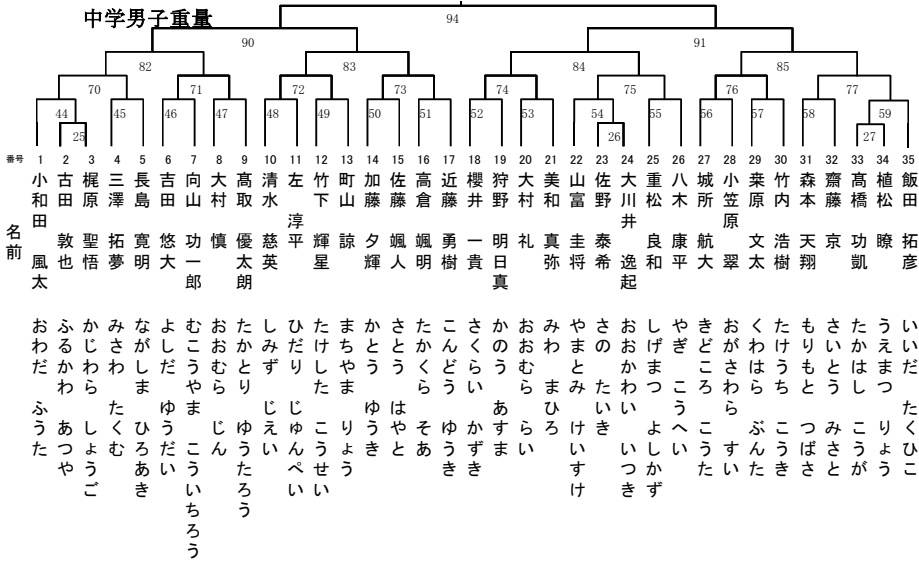 中学男子重量
94
90 91
82 83 84 85
70 71 72 73 74 75 76 77
44 45 46 47 48 49 50 51 52 53 54 55 56 57 58 59
25 26 27
番号 1 2 3 4 5 6 7 8 9 10 11 12 13 14 15 16 17 18 19 20 21 22 23 24 25 26 27 28 29 30 31 32 33 34 35
名前
小和田 風太
古田 敦也
梶原 聖悟
三澤 拓夢
長島 寛明
吉田 悠大
向山 功一郎
大村 慎
髙取 優太朗
清水 慈英
左 淳平
竹下 輝星
町山 諒
加藤 夕輝
佐藤 颯人
高倉 颯明
近藤 勇樹
櫻井 一貴
狩野 明日真
大村 礼
美和 真弥
山富 圭将
佐野 泰希
大川井 逸起
重松 良和
八木 康平
城所 航大
小笠原 翠
桒原 文太
竹内 浩樹
森本 天翔
齋藤 京
髙橋 功凱
植松 瞭
飯田 拓彦
おわだ ふうた
ふるかわ あつや
かじわら しょうご
みさわ たくむ
ながしま ひろあき
よしだ ゆうだい
むこうやま こういちろう
おおむら じん
たかとり ゆうたろう
しみず じえい
ひだり じゅんぺい
たけした こうせい
まちやま りょう
かとう ゆうき
さとう はやと
たかくら そあ
こんどう ゆうき
さくらい かずき
かのう あすま
おおむら らい
みわ まひろ
やまとみ けいすけ
さの たいき
おおかわい いつき
しげまつ よしかず
やぎ こうへい
きどころ こうた
おがさわら すい
くわはら ぶんた
たけうち こうき
もりもと つばさ
さいとう みさと
たかはし こうが
うえまつ りょう
いいだ たくひこ